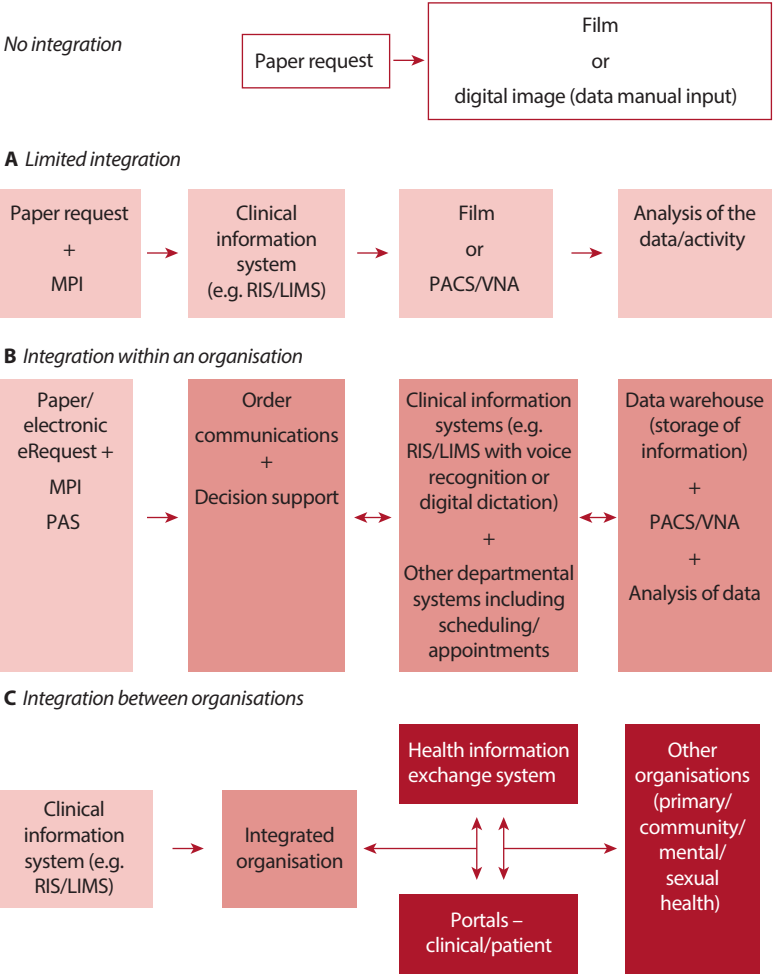 No integration
Paper request
Film
or
digital image (data manual input)
A Limited integration
Paper request
+
MPI
Clinical
information
system
(e.g. RIS/LIMS)
Film
or
PACS/VNA
Analysis of the
data/activity
B Integration within an organisation
Paper/
electronic
eRequest +
MPI
PAS
Order
communications
+
Decision support
Clinical information
systems (e.g.
RIS/LIMS with voice
recognition or
digital dictation)
+
Other departmental
systems including
scheduling/
appointments
Data warehouse
(storage of
information)
+
PACS/VNA
+
Analysis of data
C Integration between organisations
Clinical
information
system (e.g.
RIS/LIMS)
Integrated
organisation
Health information
exchange system
Portals –
clinical/patient
Other
organisations
(primary/
community/
mental/
sexual
health)